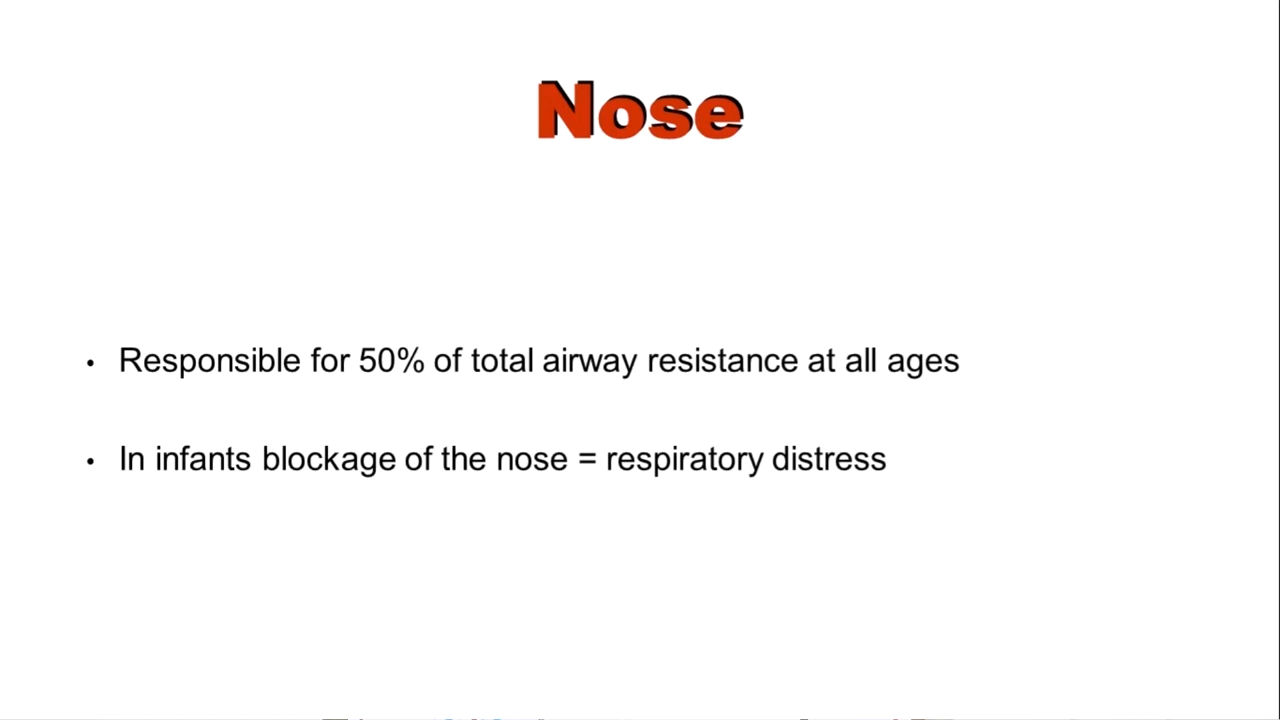 Nose
• Responsible for 50% of total airway resistance at all ages
• In infants blockage of the nose = respiratory distress